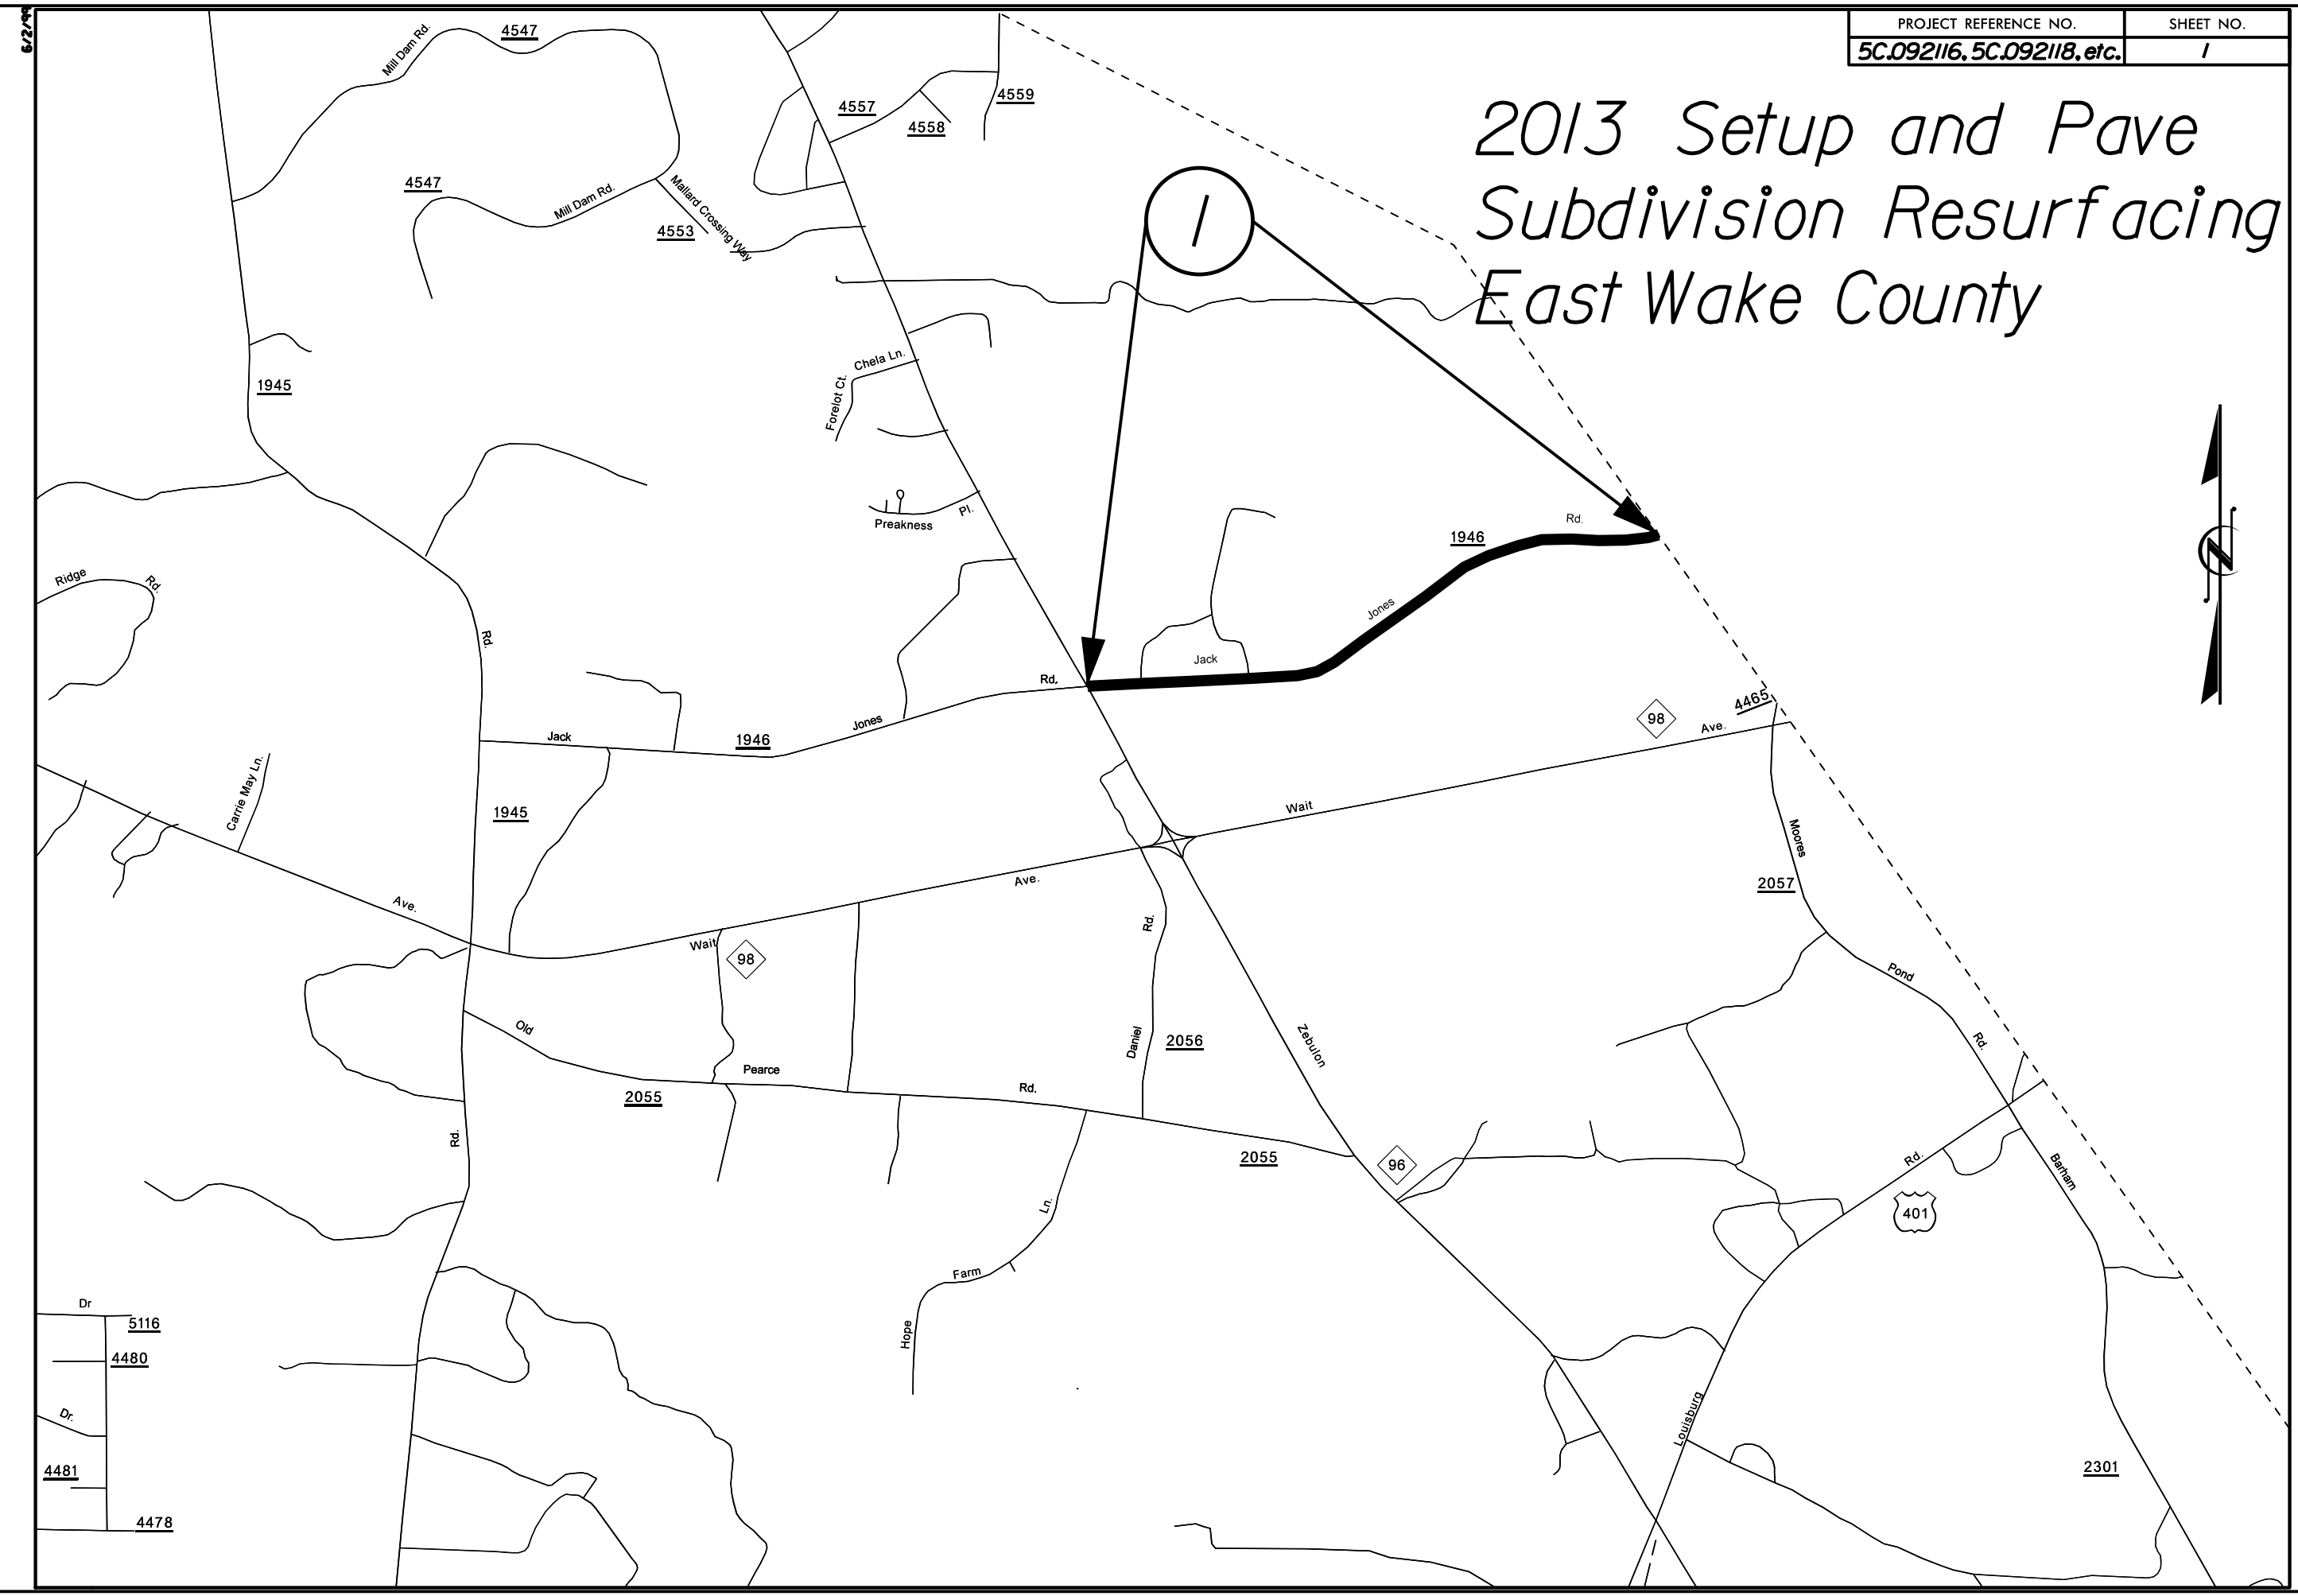 6/2/99
PROJECT REFERENCE NO.
SHEET NO.
5C.092116, 5C.092118, etc.
1
2013 Setup and Pave
Subdivision Resurfacing
East Wake County
4547
Mill Dam Rd.
4557
4559
4558
4547
Mill Dam Rd.
Mallard Crossing Way
4553
1
1945
Chela Ln.
Forelot Ct.
Preakness Pl.
N
1946
Rd.
Jones
Jack
Ridge Rd.
Rd.
Rd.
Jones
Jack
1946
4465
98
Ave.
Wait
Carrie May Ln.
1945
Moores
2057
Ave.
Ave.
Wait
98
Rd.
Pond
Old
Daniel
2056
Zebulon
Rd.
Pearce
2055
Rd.
Rd.
2055
96
Rd.
Barham
401
Ln.
Farm
Hope
Dr
5116
4480
Dr.
Louisburg
4481
2301
4478